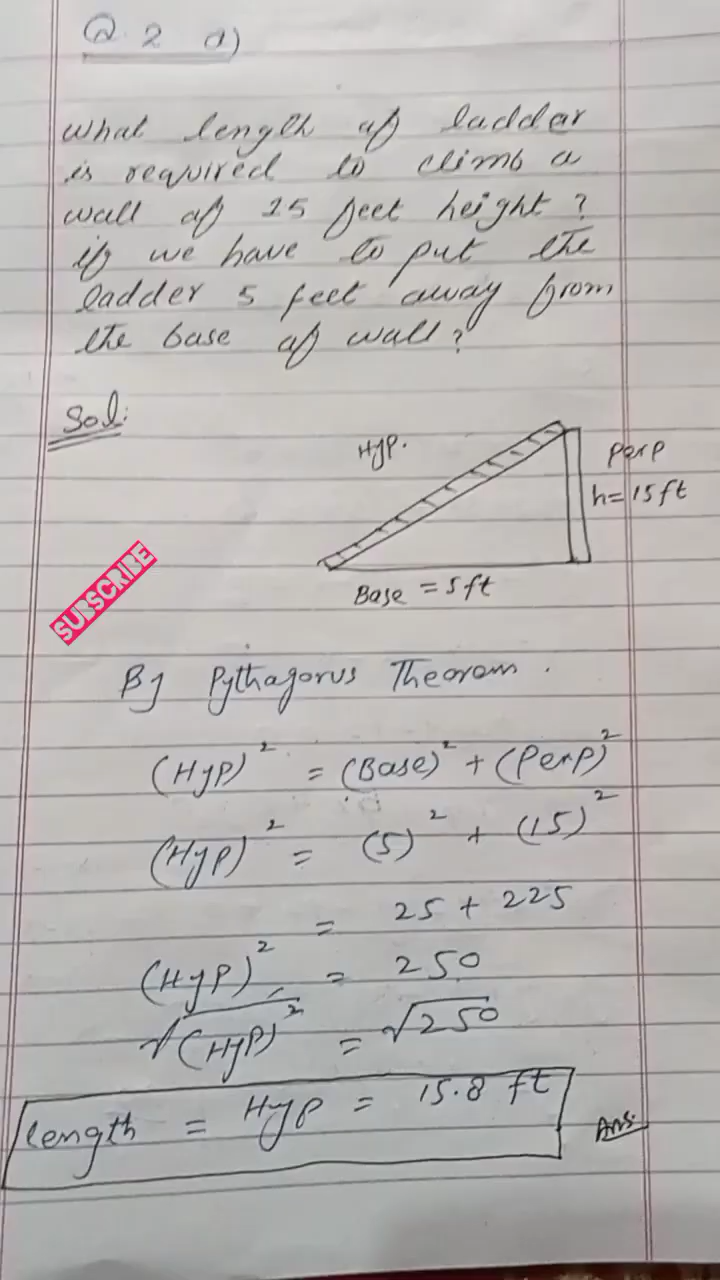 Q. 2 a)
What length of ladder
is required to climb a
wall of 15 feet height?
if we have to put the
ladder 5 feet away from
the base of wall?
Sol:
Hyp.
perp
h=15ft
Base = 5ft
SUBSCRIBE
By Pythagorus Theoram.
(Hyp)² = (Base)² + (Perp)²
(Hyp)² = (5)² + (15)²
= 25 + 225
(Hyp)² = 250
√(Hyp)² = √250
length = Hyp = 15.8 ft
Ans.